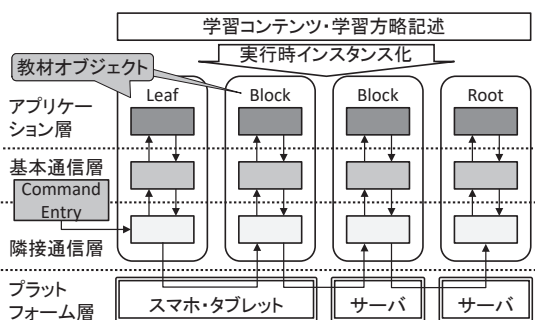 学習コンテンツ・学習方略記述
実行時インスタンス化
教材オブジェクト
Leaf
Block
Block
Root
アプリケー
ション層
基本通信層
Command
Entry
隣接通信層
プラット
フォーム層
スマホ・タブレット
サーバ
サーバ